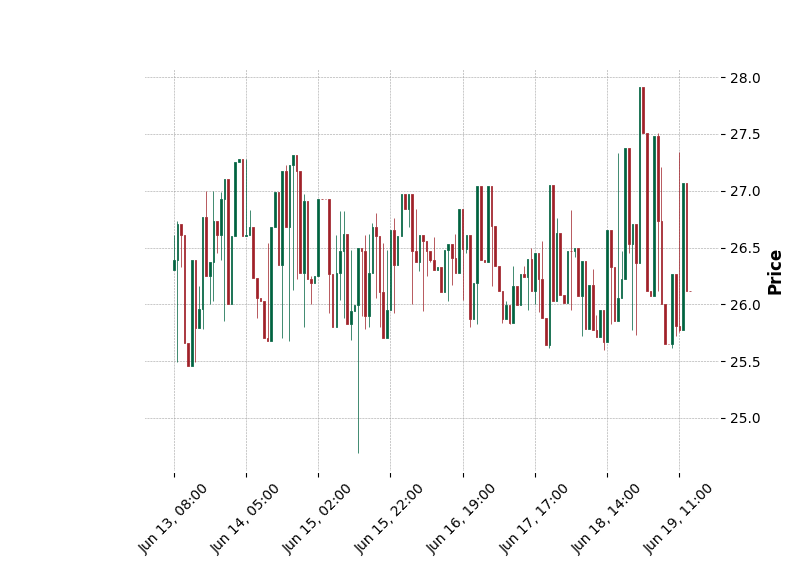 28.0
27.5
27.0
26.5
26.0
25.5
25.0
Price
Jun 13, 08:00
Jun 14, 05:00
Jun 15, 02:00
Jun 15, 22:00
Jun 16, 19:00
Jun 17, 17:00
Jun 18, 14:00
Jun 19, 11:00